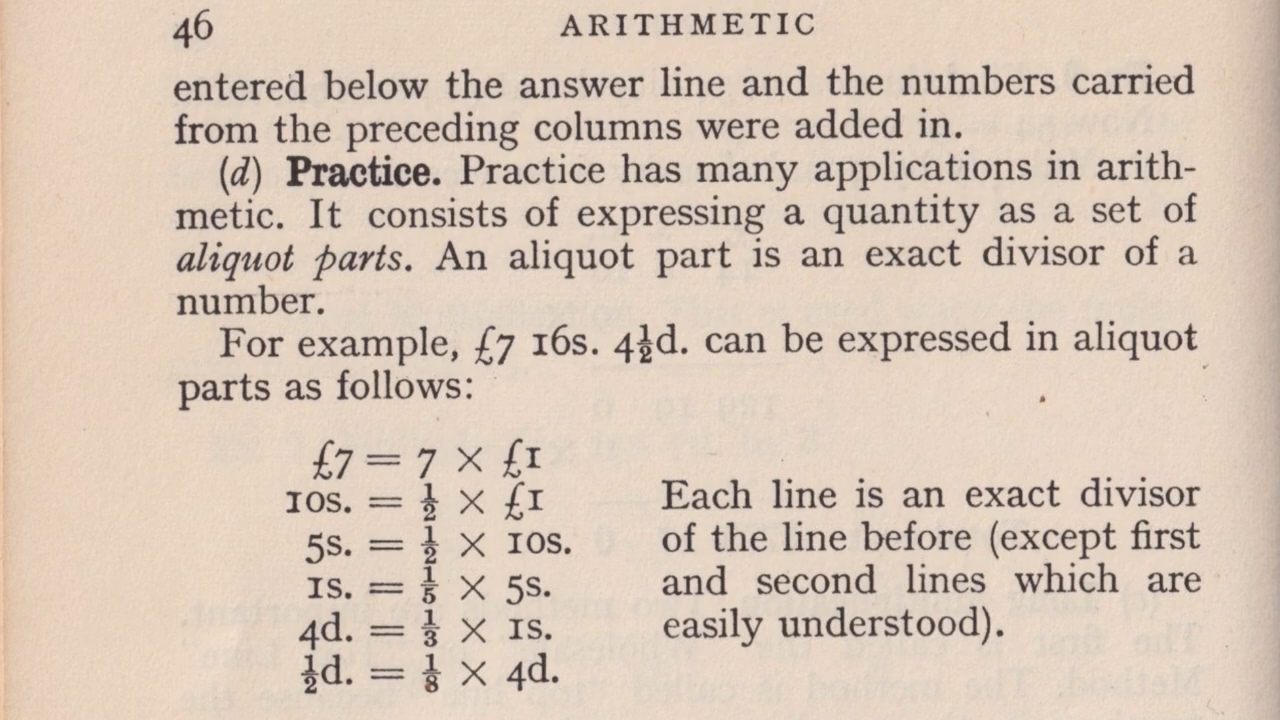 46 ARITHMETIC
entered below the answer line and the numbers carried
from the preceding columns were added in.
(d) Practice. Practice has many applications in arith-
metic. It consists of expressing a quantity as a set of
aliquot parts. An aliquot part is an exact divisor of a
number.
For example, £7 16s. 4½d. can be expressed in aliquot
parts as follows:
£7 = 7 × £1
10s. = ½ × £1
5s. = ½ × 10s.
1s. = ⅕ × 5s.
4d. = ⅓ × 1s.
½d. = ⅛ × 4d.
Each line is an exact divisor
of the line before (except first
and second lines which are
easily understood).